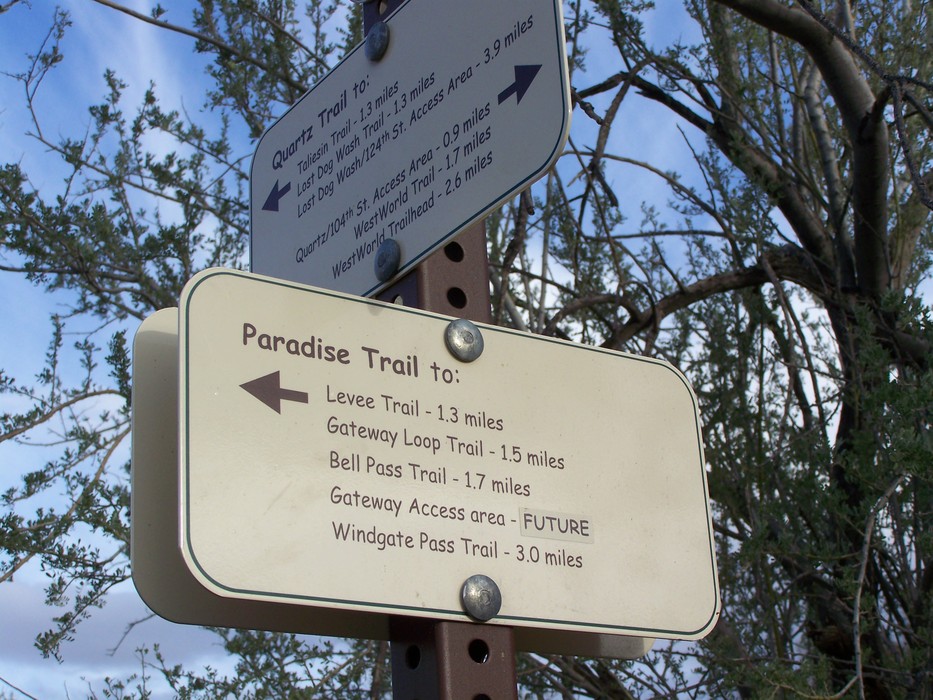 Quartz Trail to:
Taliesin Trail - 1.3 miles
Lost Dog Wash Trail - 1.3 miles
Lost Dog Wash/124th St. Access Area - 3.9 miles
Quartz/104th St. Access Area - 0.9 miles
WestWorld Trail - 1.7 miles
WestWorld Trailhead - 2.6 miles
Paradise Trail to:
Levee Trail - 1.3 miles
Gateway Loop Trail - 1.5 miles
Bell Pass Trail - 1.7 miles
Gateway Access area - FUTURE
Windgate Pass Trail - 3.0 miles